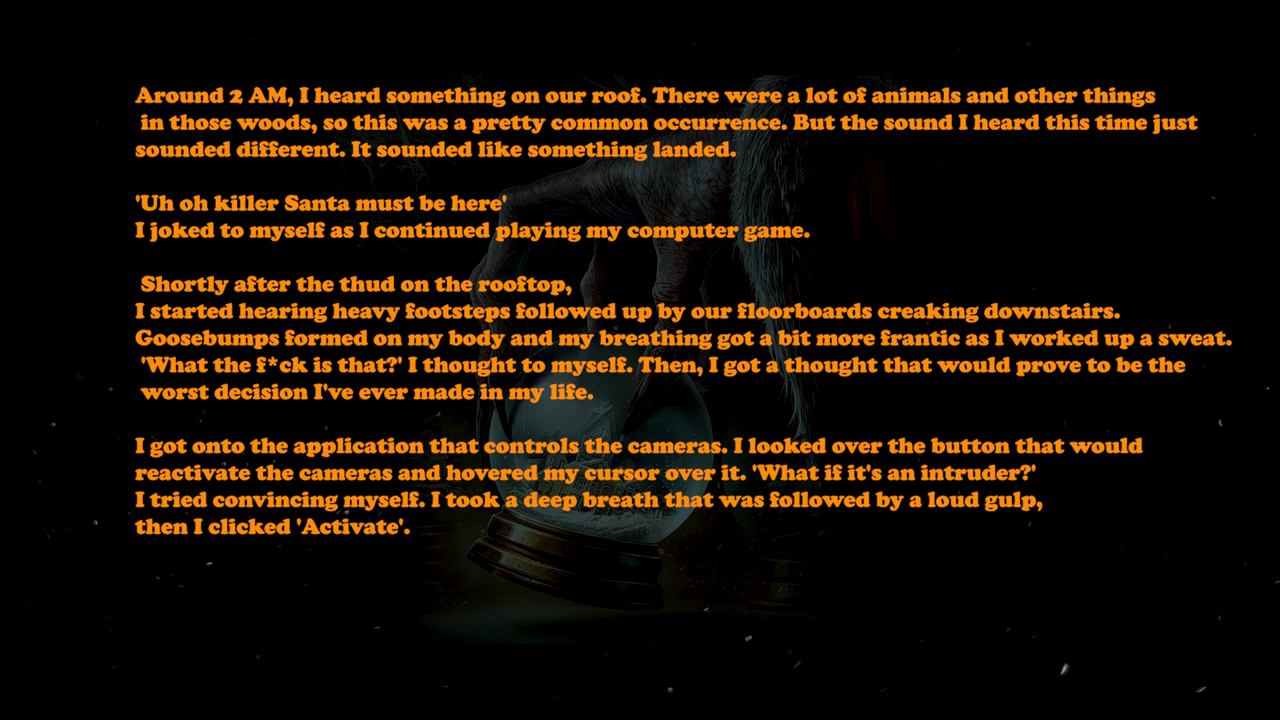 Around 2 AM, I heard something on our roof. There were a lot of animals and other things
in those woods, so this was a pretty common occurrence. But the sound I heard this time just
sounded different. It sounded like something landed.
'Uh oh killer Santa must be here'
I joked to myself as I continued playing my computer game.
Shortly after the thud on the rooftop,
I started hearing heavy footsteps followed up by our floorboards creaking downstairs.
Goosebumps formed on my body and my breathing got a bit more frantic as I worked up a sweat.
'What the f*ck is that?' I thought to myself. Then, I got a thought that would prove to be the
worst decision I've ever made in my life.
I got onto the application that controls the cameras. I looked over the button that would
reactivate the cameras and hovered my cursor over it. 'What if it's an intruder?'
I tried convincing myself. I took a deep breath that was followed by a loud gulp,
then I clicked 'Activate'.